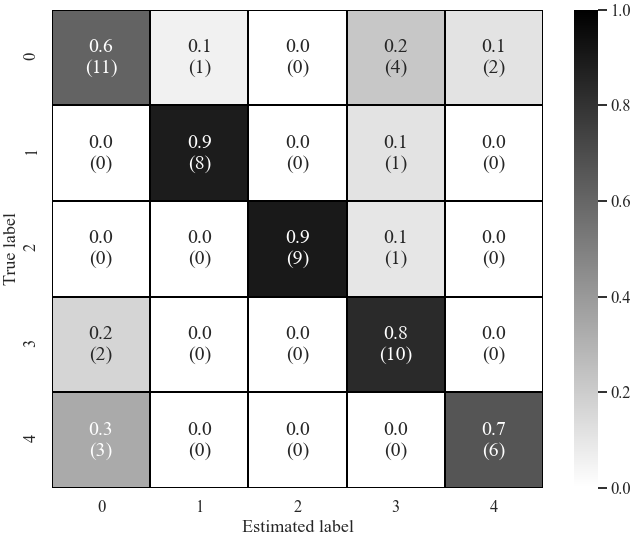 0.6 0.1 0.0 0.2 0.1
(11) (1) (0) (4) (2)
0
0.0 0.9 0.0 0.1 0.0
(0) (8) (0) (1) (0)
1
0.0 0.0 0.9 0.1 0.0
(0) (0) (9) (1) (0)
2
0.2 0.0 0.0 0.8 0.0
(2) (0) (0) (10) (0)
3
0.3 0.0 0.0 0.0 0.7
(3) (0) (0) (0) (6)
4
True label
0 1 2 3 4
Estimated label
1.0
0.8
0.6
0.4
0.2
0.0